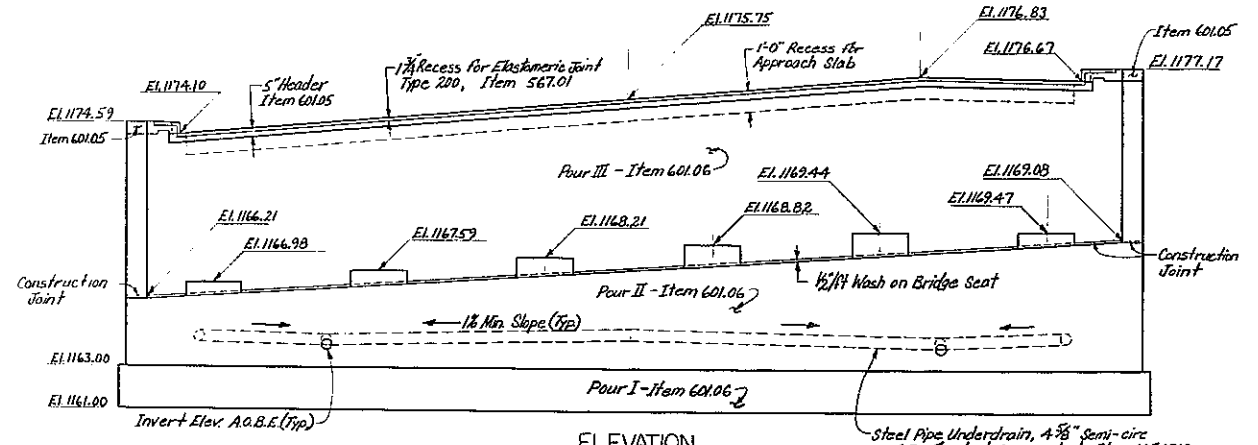 El.1175.75
El.1176.83
Item 601.05
El.1176.67
1'-0" Recess for
Approach Slab
El.1177.17
1¾" Recess for Elastomeric Joint
Type 200, Item 567.01
5" Header
Item 601.05
El.1174.10
El.1174.59
Item 601.05
Pour III - Item 601.06
El.1169.44
El.1169.08
El.1169.47
El.1168.82
El.1168.21
El.1167.59
El.1166.21
El.1166.98
Construction
Joint
Construction
Joint
½"/ft Wash on Bridge Seat
Pour II - Item 601.06
1% Min. Slope (Typ.)
El.1163.00
El.1161.00
Pour I - Item 601.06
Invert Elev. A.O.B.E. (Typ.)
ELEVATION
Steel Pipe Underdrain, 4⅝" Semi-circ